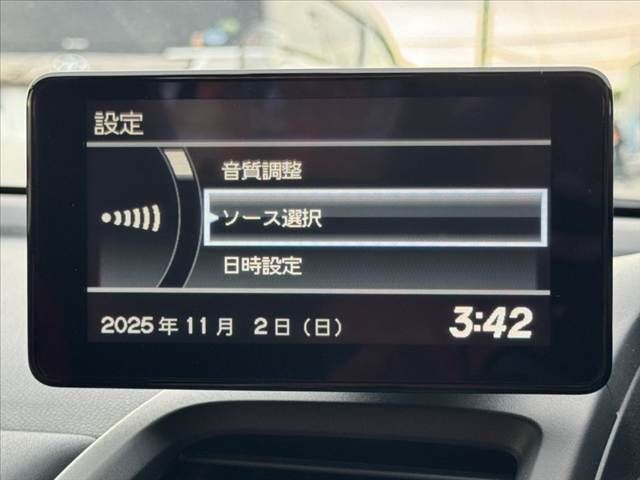 設定
音質調整
ソース選択
日時設定
2025年11月 2日（日） 3:42